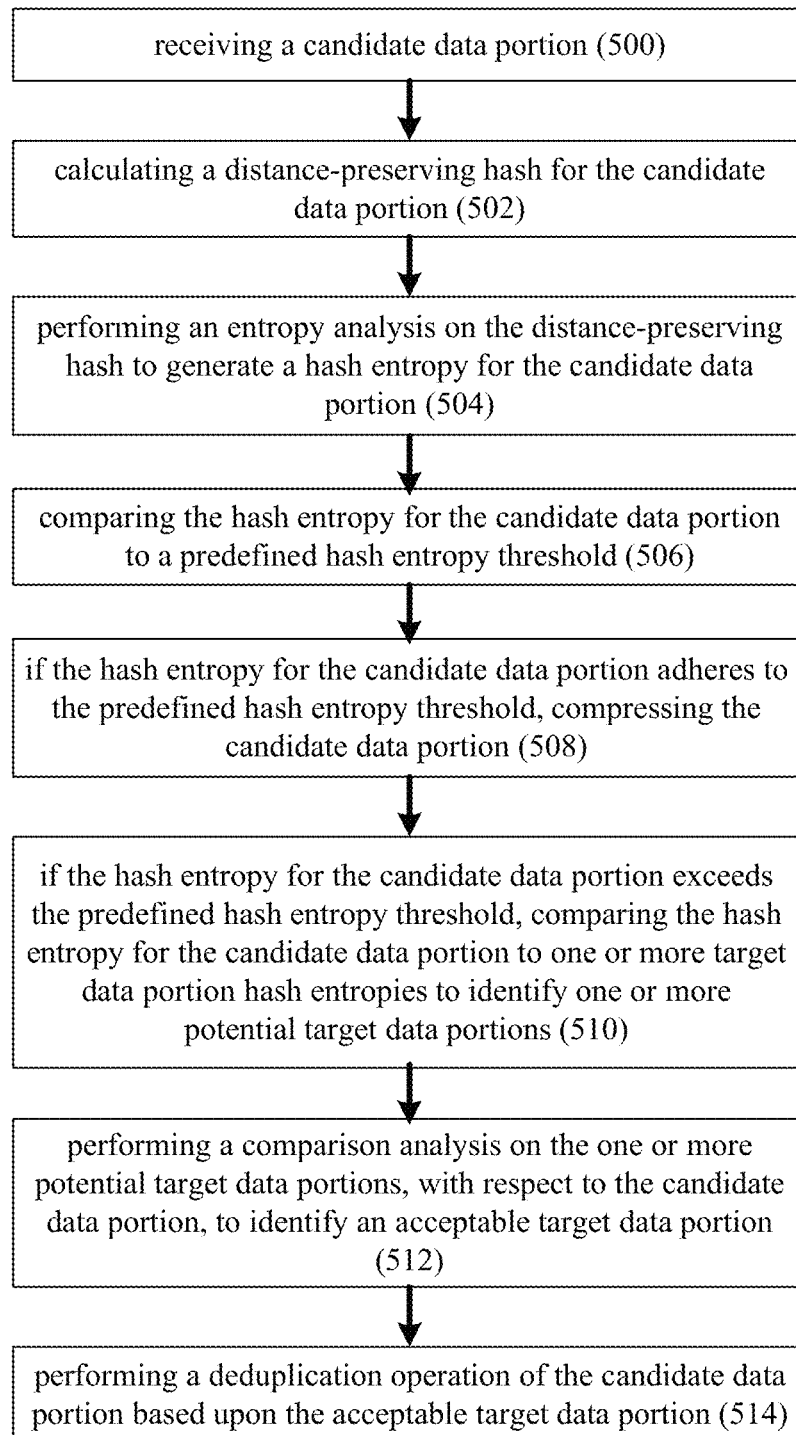 receiving a candidate data portion (500)
calculating a distance-preserving hash for the candidate
data portion (502)
performing an entropy analysis on the distance-preserving
hash to generate a hash entropy for the candidate data
portion (504)
comparing the hash entropy for the candidate data portion
to a predefined hash entropy threshold (506)
if the hash entropy for the candidate data portion adheres to
the predefined hash entropy threshold, compressing the
candidate data portion (508)
if the hash entropy for the candidate data portion exceeds
the predefined hash entropy threshold, comparing the hash
entropy for the candidate data portion to one or more target
data portion hash entropies to identify one or more
potential target data portions (510)
performing a comparison analysis on the one or more
potential target data portions, with respect to the candidate
data portion, to identify an acceptable target data portion
(512)
performing a deduplication operation of the candidate data
portion based upon the acceptable target data portion (514)